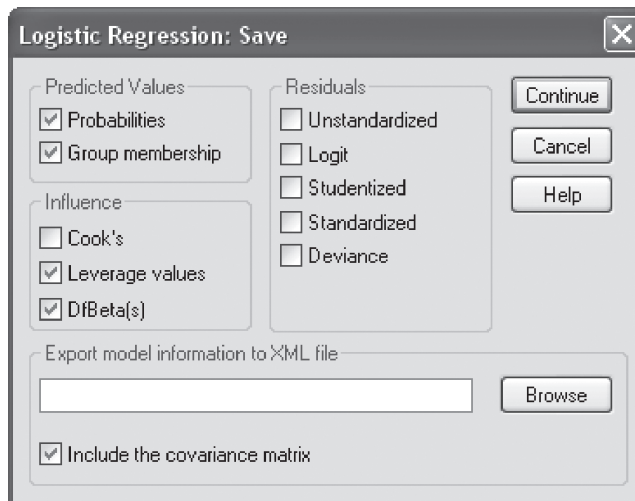 Logistic Regression: Save
Predicted Values
Probabilities
Group membership
Influence
Cook's
Leverage values
DfBeta(s)
Residuals
Unstandardized
Logit
Studentized
Standardized
Deviance
Continue
Cancel
Help
Export model information to XML file
Browse
Include the covariance matrix